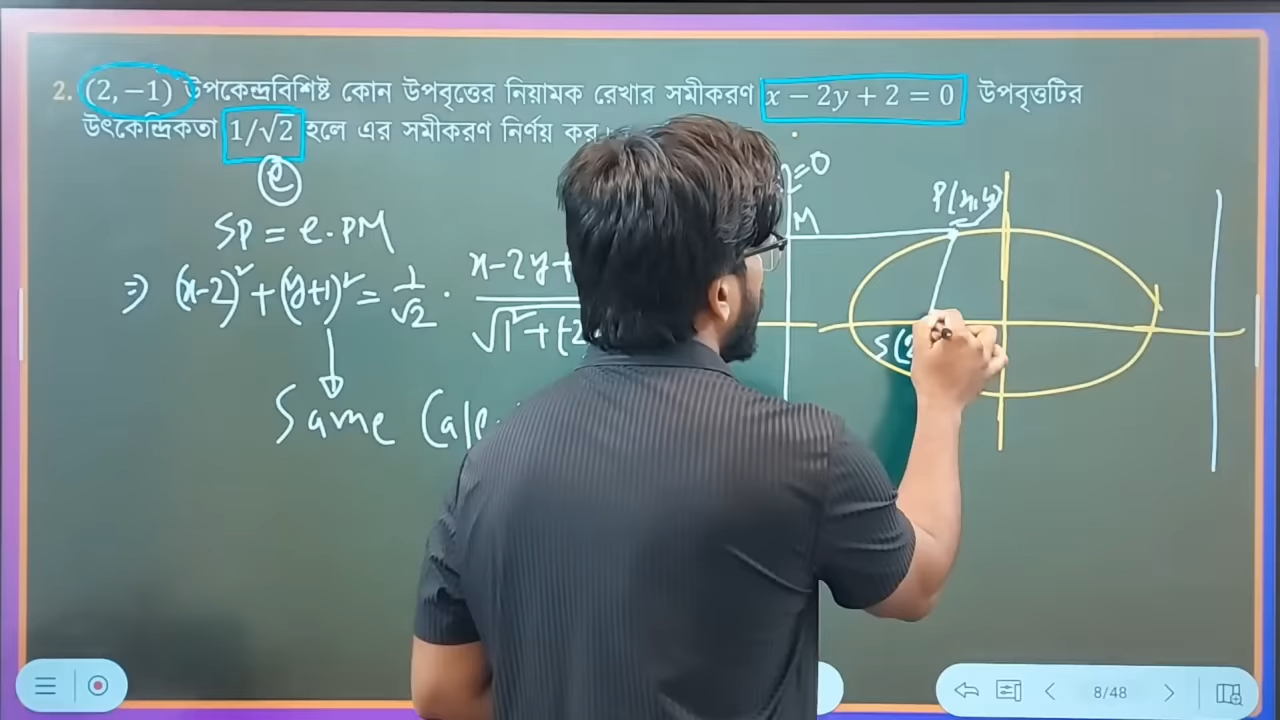 2. (2, −1) উপকেন্দ্রবিশিষ্ট কোন উপবৃত্তের নিয়ামক রেখার সমীকরণ x − 2y + 2 = 0 উপবৃত্তটির
উৎকেন্দ্রিকতা 1/√2 হলে এর সমীকরণ নির্ণয় কর।
e
SP = e. PM
⇒ (x-2)² + (y+1)² = 1/√2 · x-2y+ / √1²+(-2
Same
=0
M
P(x,y)
S(2
8/48